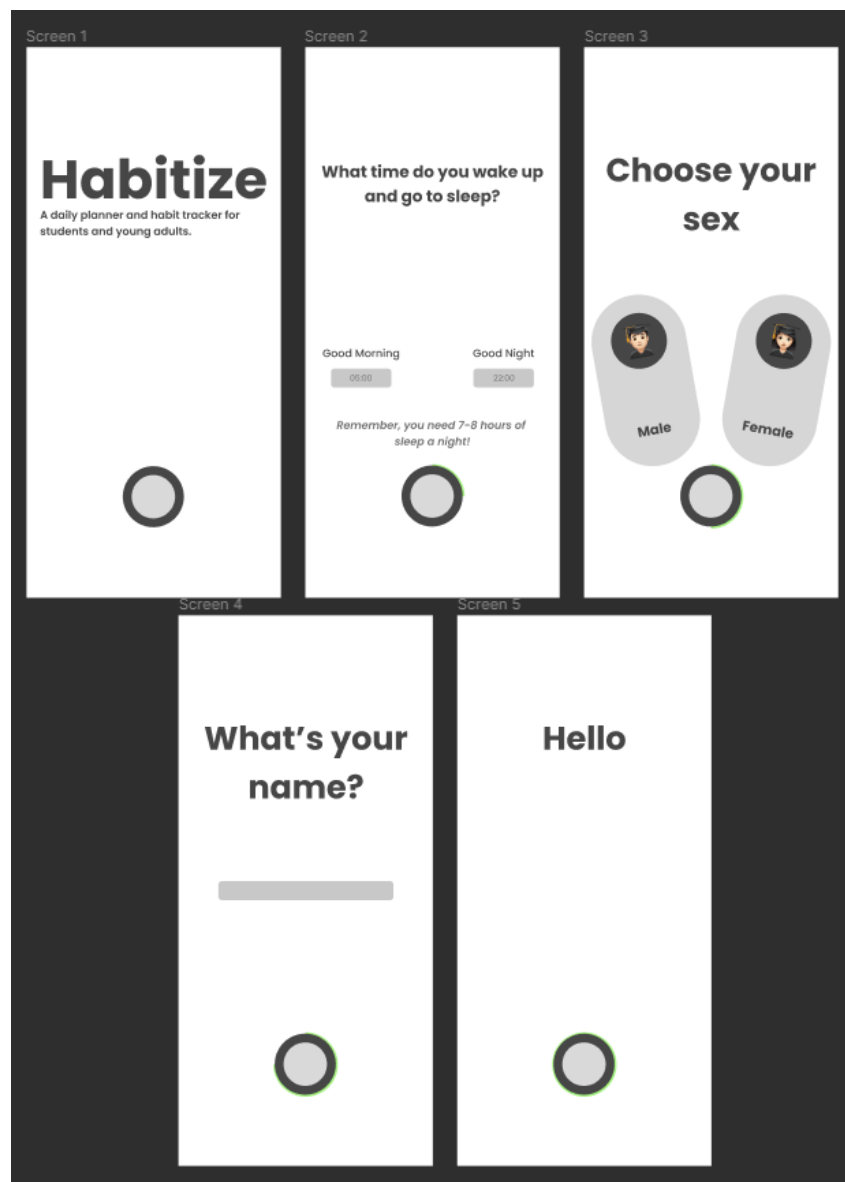 Screen 1
Screen 2
Screen 3
Habitize
A daily planner and habit tracker for
students and young adults.
What time do you wake up
and go to sleep?
Good Morning
Good Night
05:00
22:00
Remember, you need 7-8 hours of
sleep a night!
Choose your
sex
Male
Female
Screen 4
Screen 5
What's your
name?
Hello